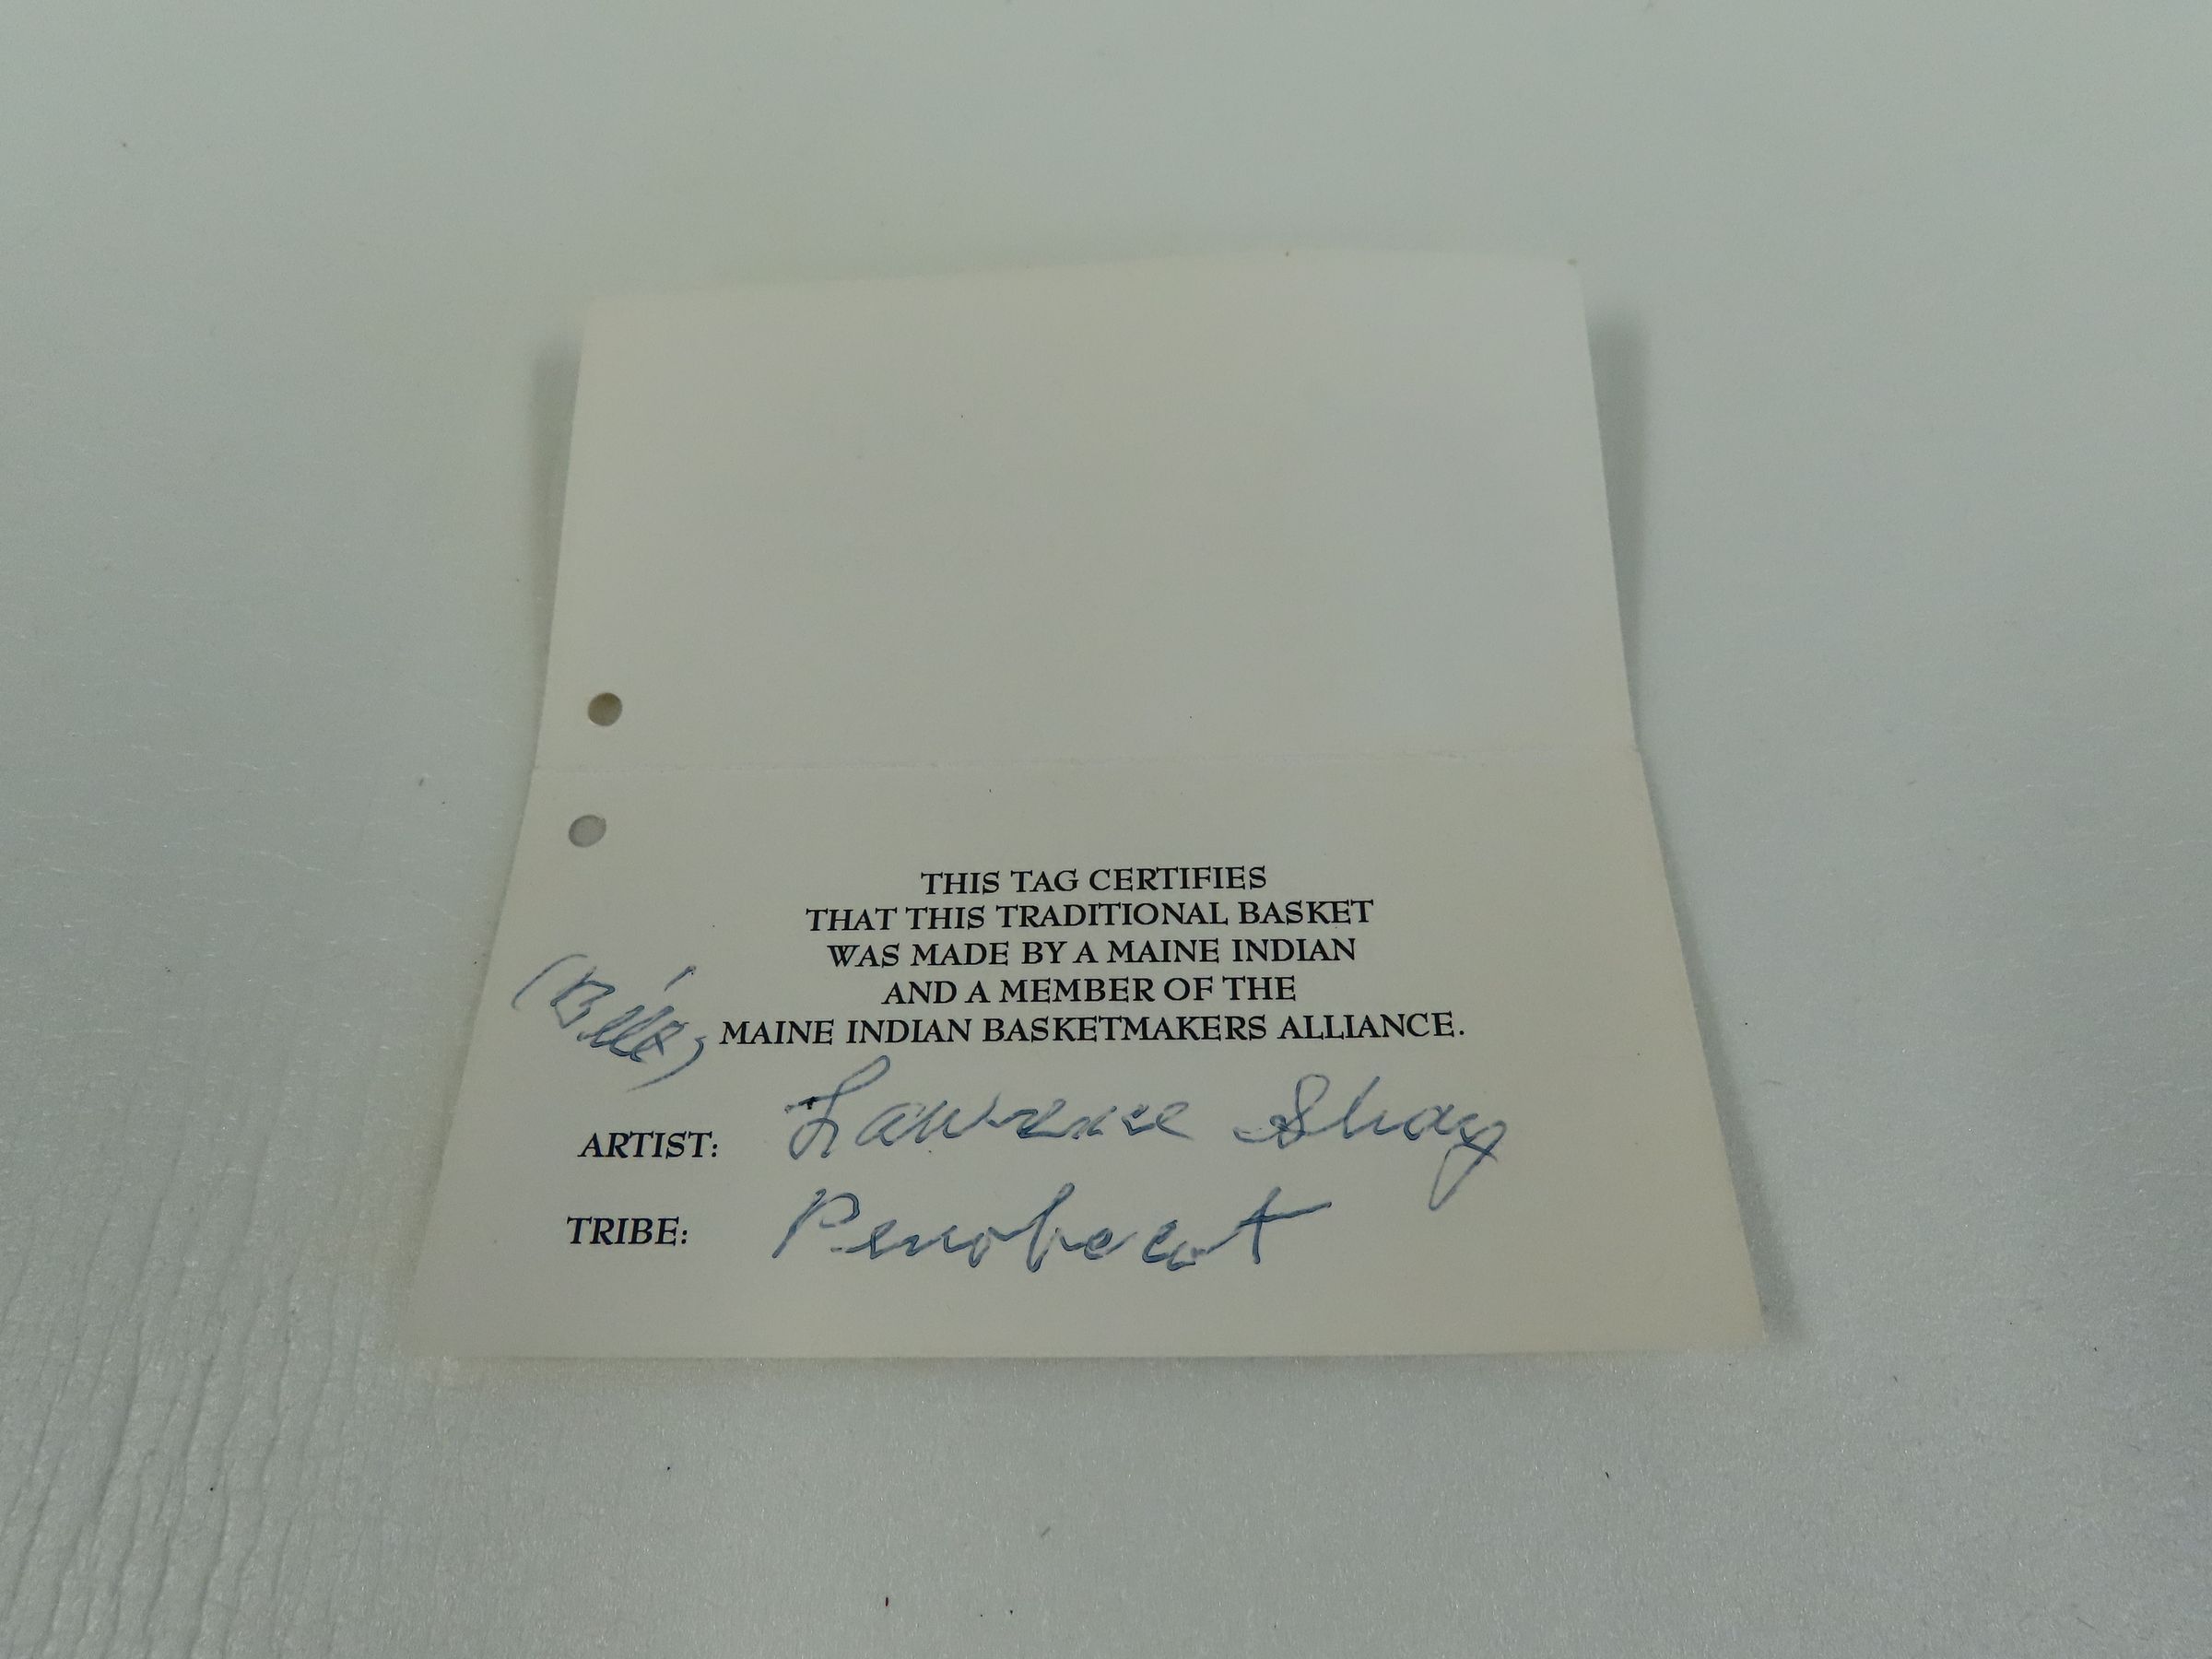 THIS TAG CERTIFIES
THAT THIS TRADITIONAL BASKET
WAS MADE BY A MAINE INDIAN
AND A MEMBER OF THE
MAINE INDIAN BASKETMAKERS ALLIANCE.
(Billy)
ARTIST: Lawrence Shay
TRIBE: Penobscot